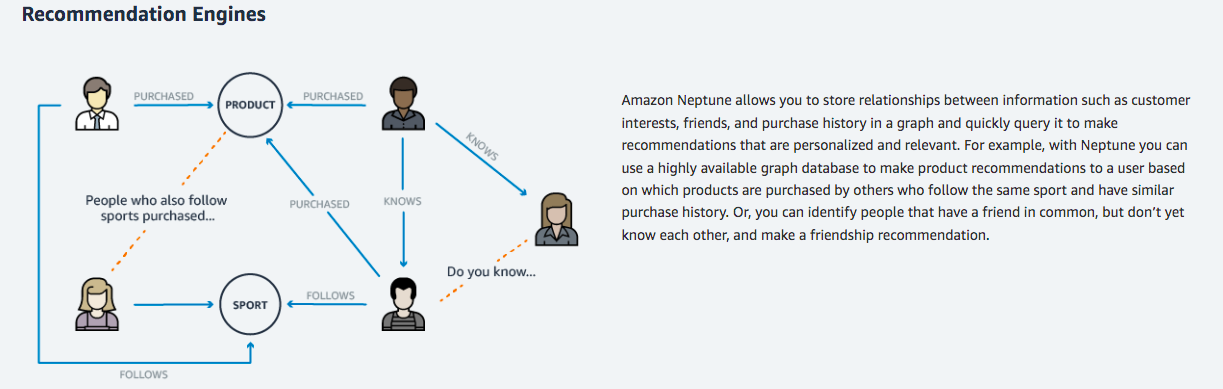 Recommendation Engines
PURCHASED
PRODUCT
PURCHASED
KNOWS
People who also follow
sports purchased...
PURCHASED
KNOWS
Do you know...
SPORT
FOLLOWS
FOLLOWS
Amazon Neptune allows you to store relationships between information such as customer
interests, friends, and purchase history in a graph and quickly query it to make
recommendations that are personalized and relevant. For example, with Neptune you can
use a highly available graph database to make product recommendations to a user based
on which products are purchased by others who follow the same sport and have similar
purchase history. Or, you can identify people that have a friend in common, but don’t yet
know each other, and make a friendship recommendation.